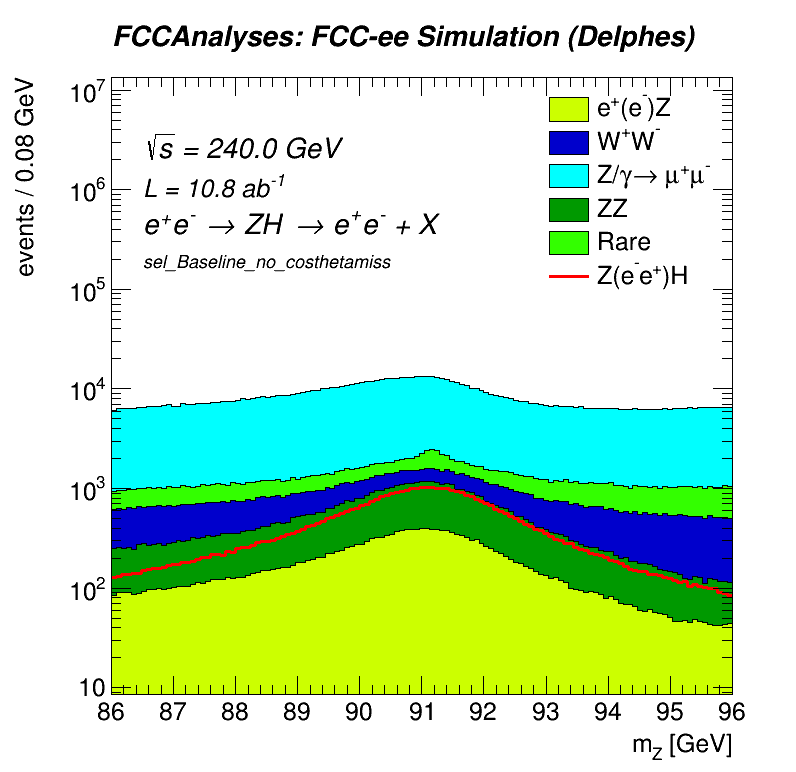 FCCAnalyses: FCC-ee Simulation (Delphes)
events / 0.08 GeV
10⁷
10⁶
10⁵
10⁴
10³
10²
10
√s = 240.0 GeV
L = 10.8 ab⁻¹
e⁺e⁻ → ZH → e⁺e⁻ + X
sel_Baseline_no_costhetamiss
e⁺(e⁻)Z
W⁺W⁻
Z/γ→ μ⁺μ⁻
ZZ
Rare
Z(e⁻e⁺)H
86 87 88 89 90 91 92 93 94 95 96
m_Z [GeV]